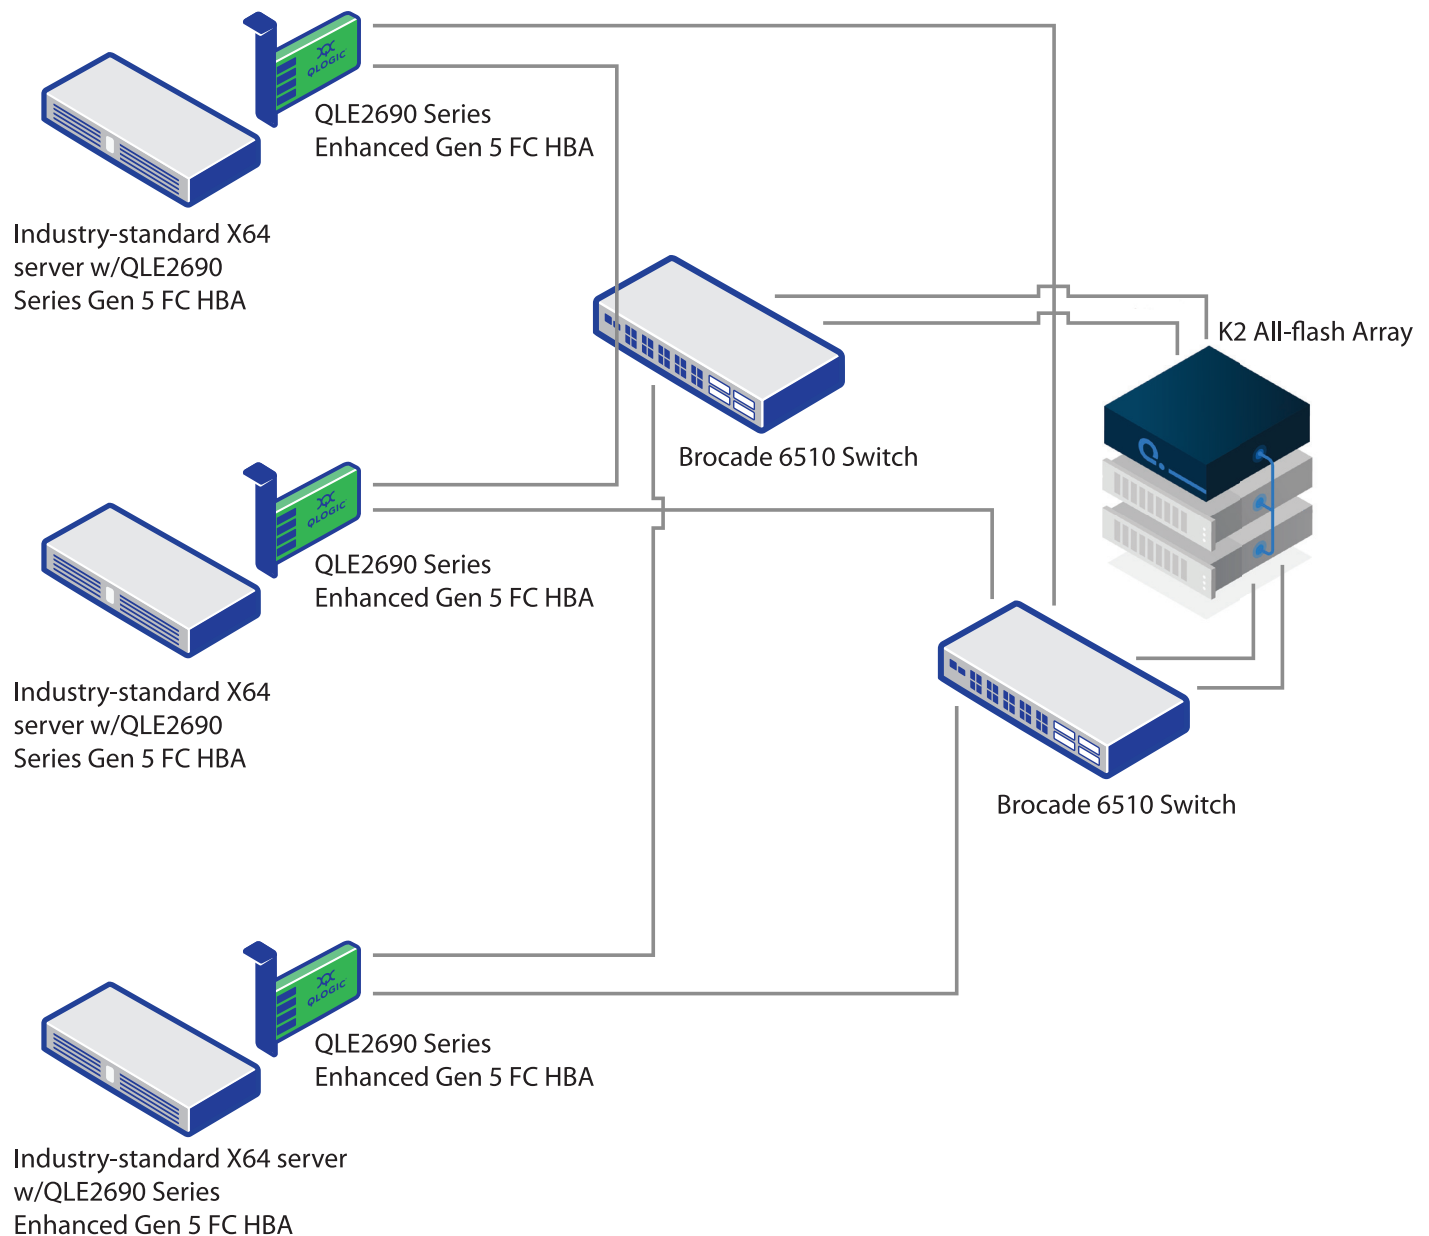 QLOGIC
QLE2690 Series
Enhanced Gen 5 FC HBA
Industry-standard X64
server w/QLE2690
Series Gen 5 FC HBA
K2 All-flash Array
Brocade 6510 Switch
QLOGIC
QLE2690 Series
Enhanced Gen 5 FC HBA
Industry-standard X64
server w/QLE2690
Series Gen 5 FC HBA
Brocade 6510 Switch
QLOGIC
QLE2690 Series
Enhanced Gen 5 FC HBA
Industry-standard X64 server
w/QLE2690 Series
Enhanced Gen 5 FC HBA